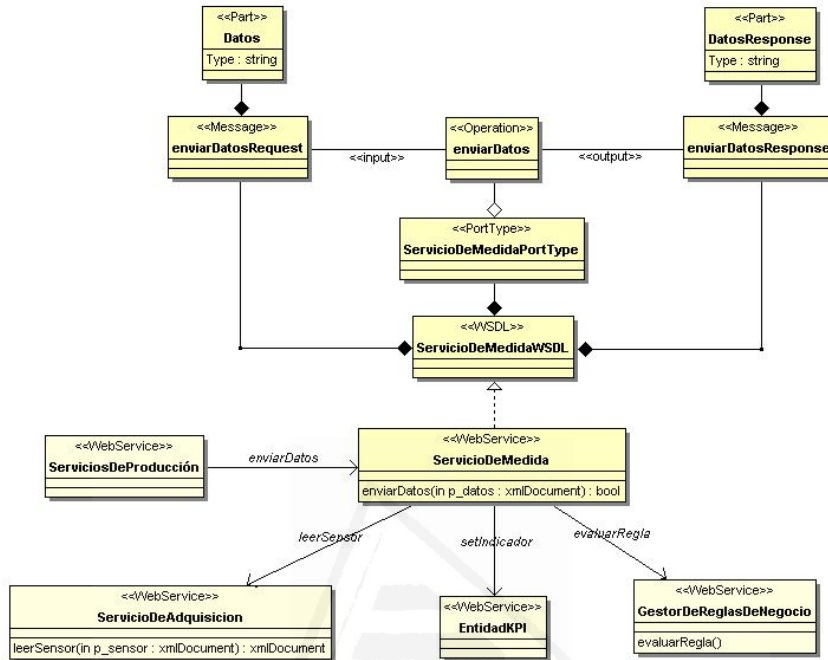 <<Part>>
Datos
Type : string
<<Part>>
DatosResponse
Type : string
<<Message>>
enviarDatosRequest
<<input>>
<<Operation>>
enviarDatos
<<output>>
<<Message>>
enviarDatosResponse
<<PortType>>
ServicioDeMedidaPortType
<<WSDL>>
ServicioDeMedidaWSDL
<<WebService>>
ServiciosDeProducción
enviarDatos
<<WebService>>
ServicioDeMedida
enviarDatos(in p_datos : xmlDocument) : bool
leerSensor
setIndicador
evaluarRegla
<<WebService>>
ServicioDeAdquisicion
leerSensor(in p_sensor : xmlDocument) : xmlDocument
<<WebService>>
EntidadKPI
<<WebService>>
GestorDeReglasDeNegocio
evaluarRegla()